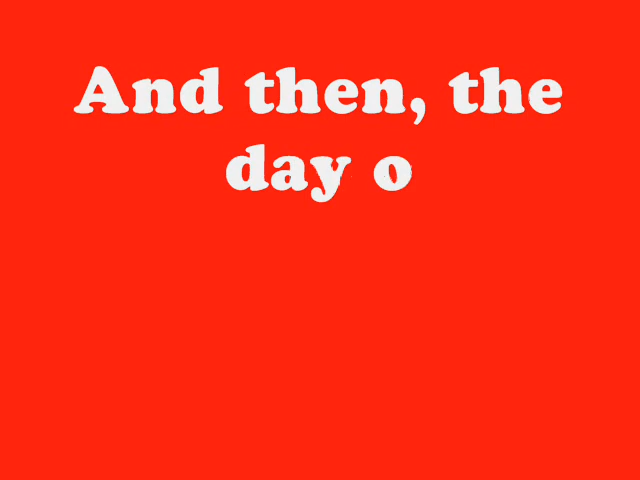 And then, the
day o